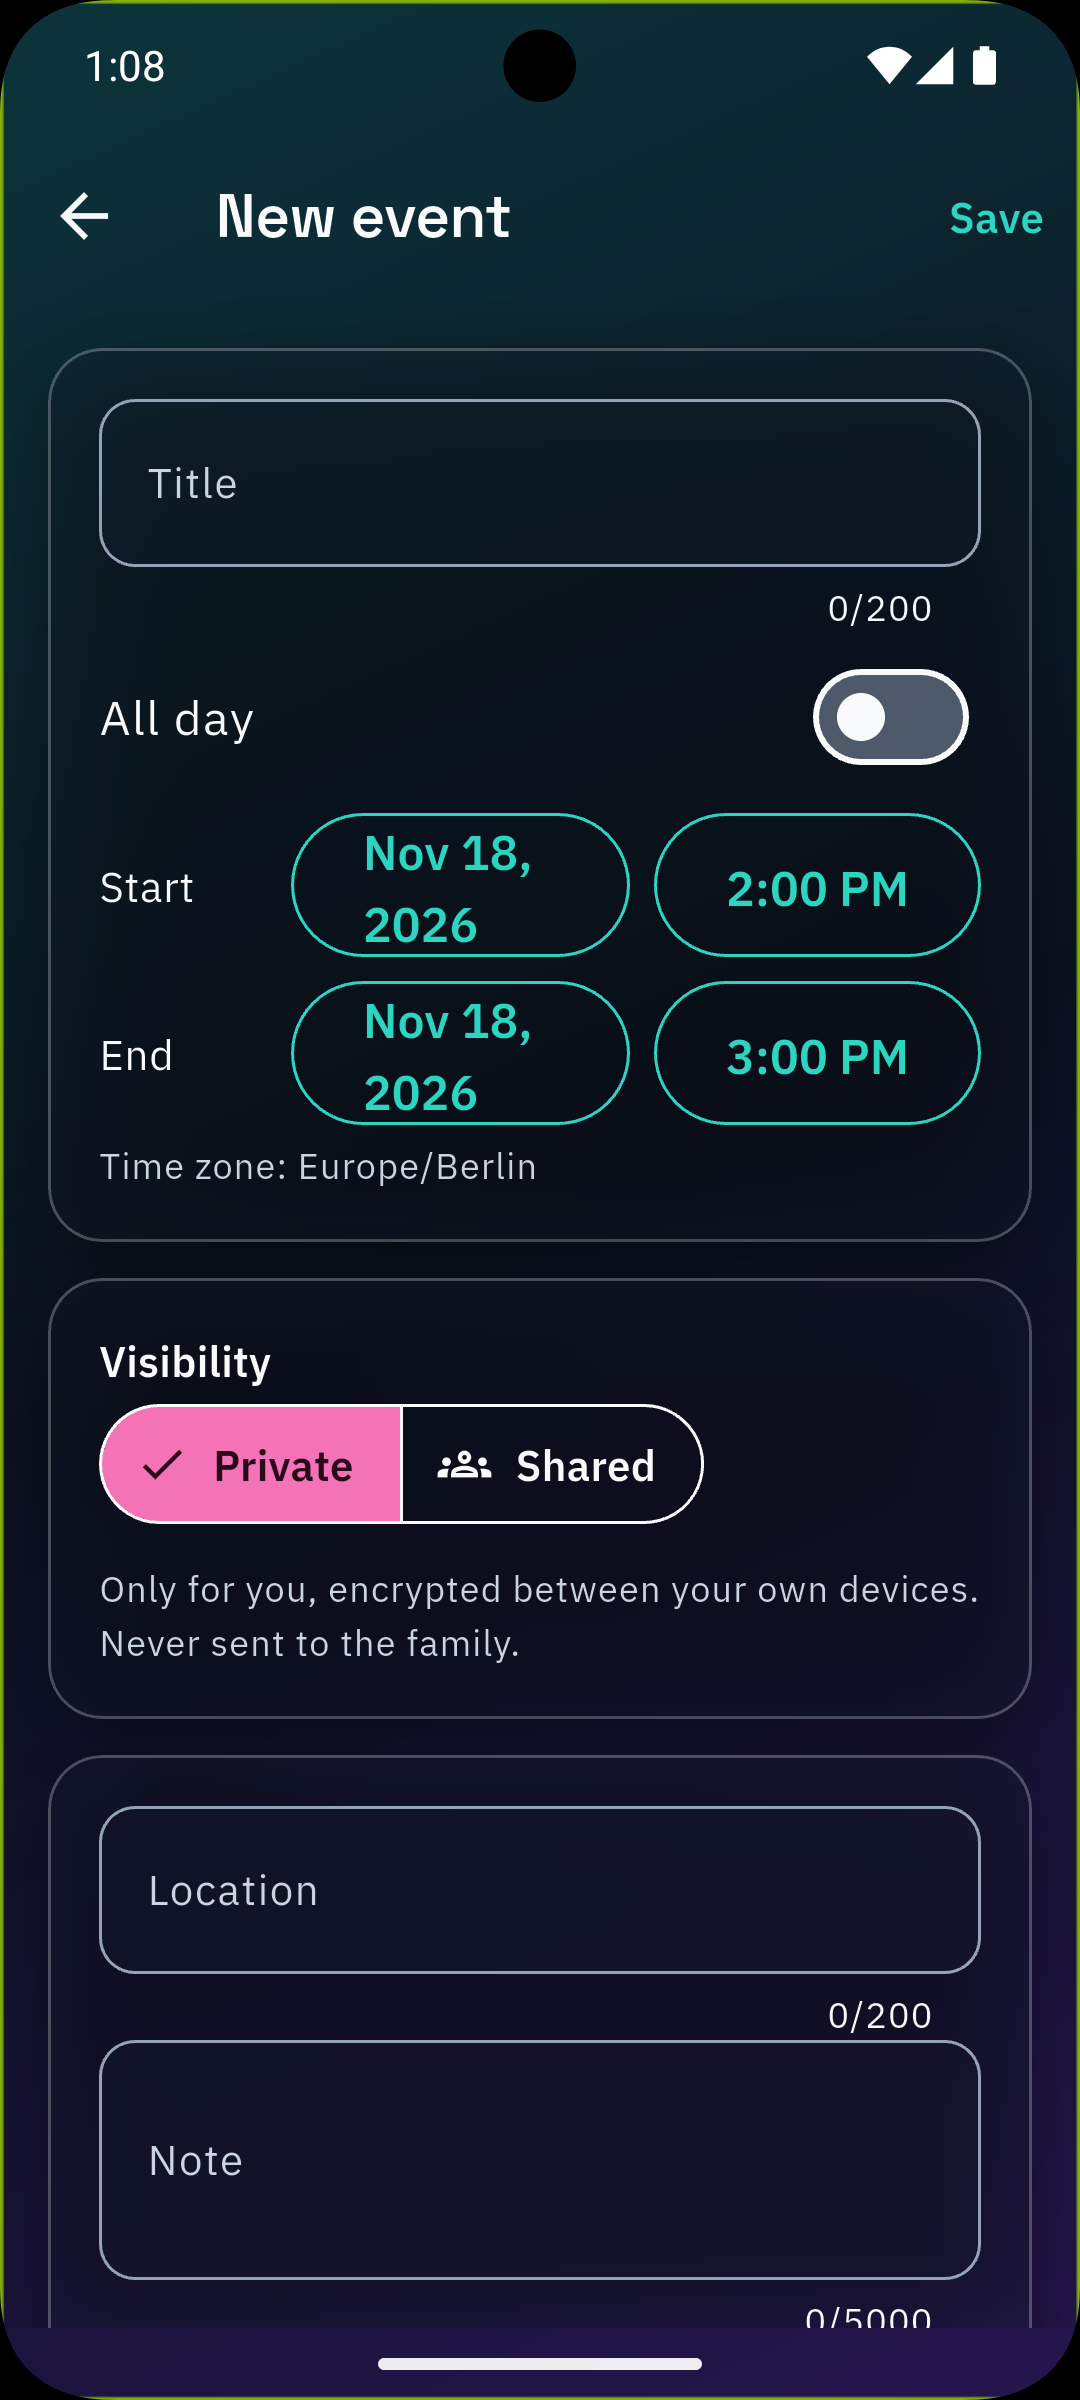 1:08
New event
Save
Title
0/200
All day
Start
Nov 18,
2026
2:00 PM
End
Nov 18,
2026
3:00 PM
Time zone: Europe/Berlin
Visibility
Private
Shared
Only for you, encrypted between your own devices.
Never sent to the family.
Location
0/200
Note
0/5000